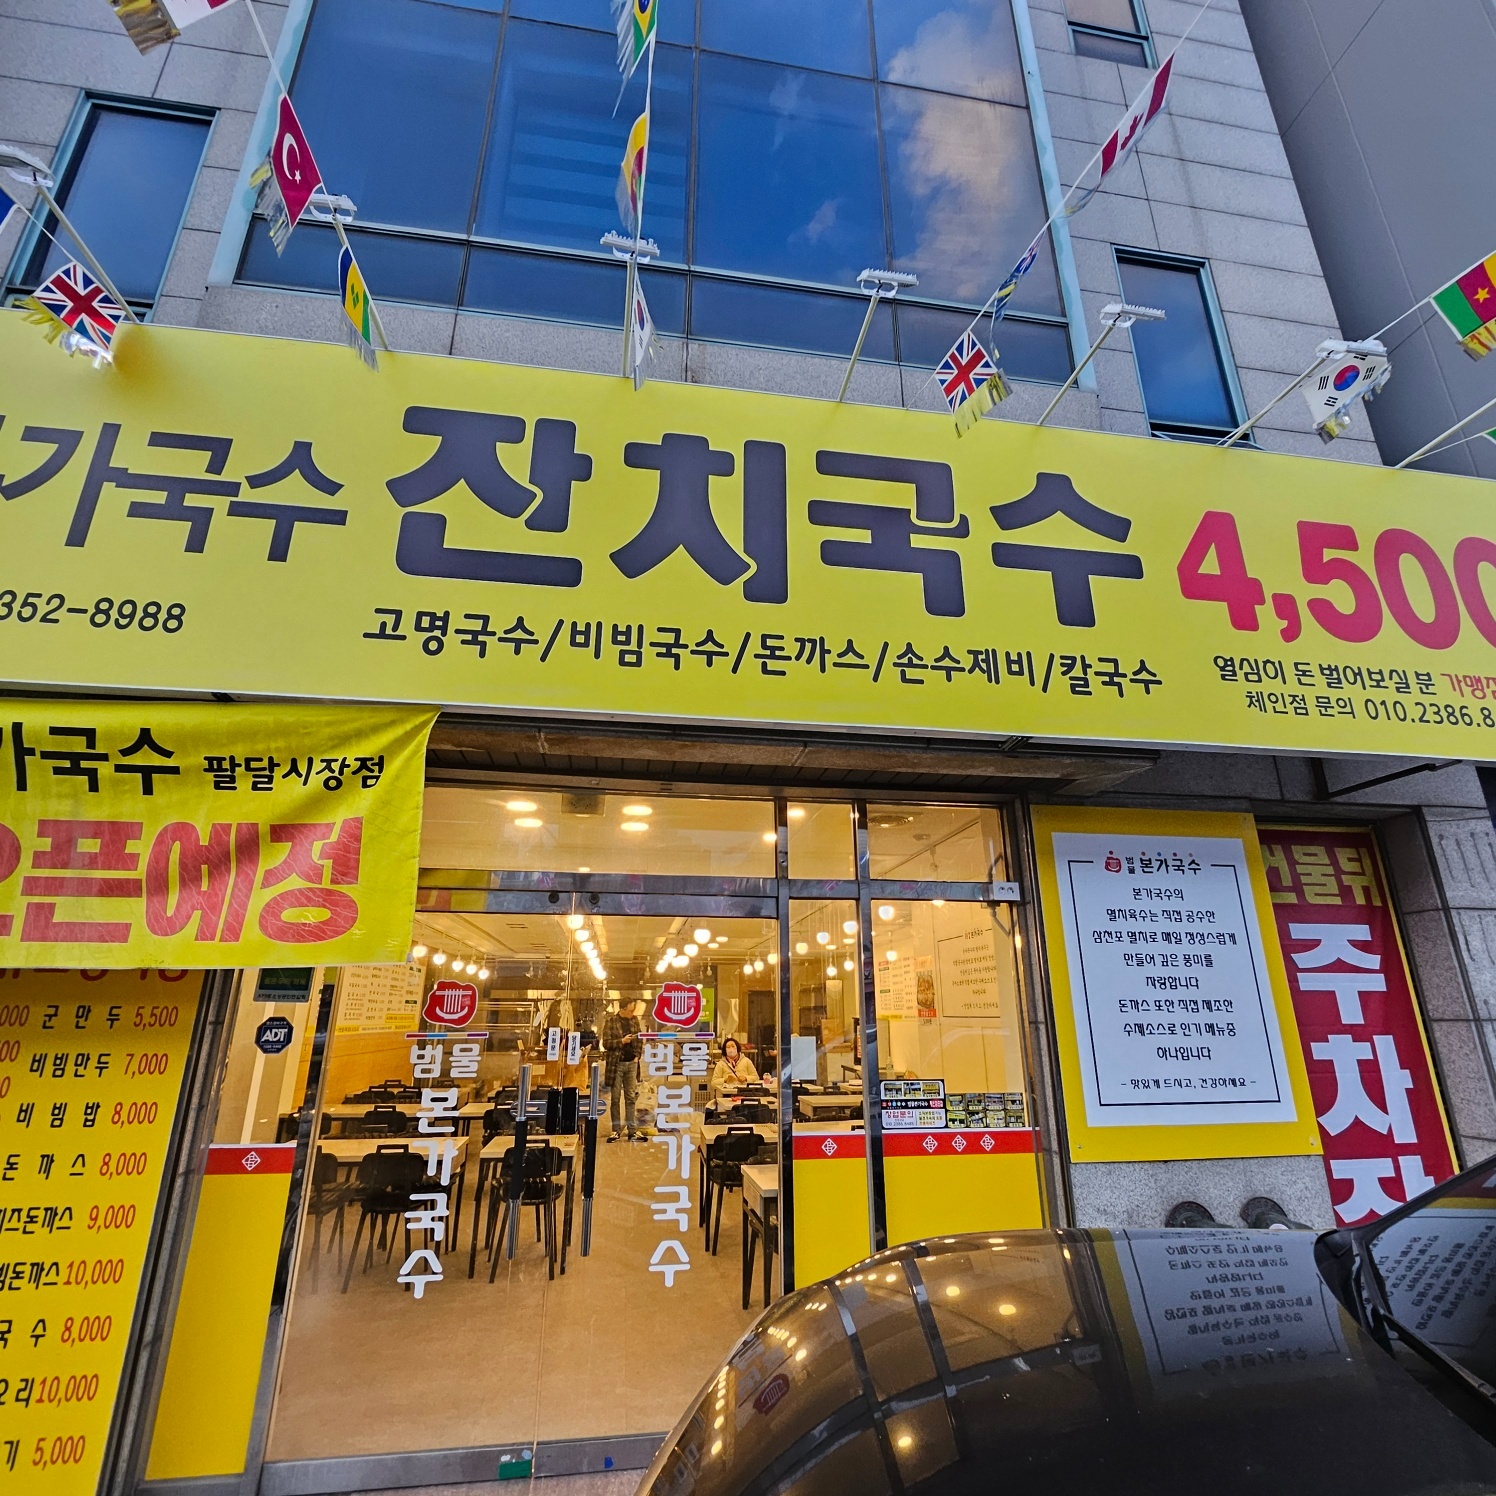 본가국수 잔치국수 4,500
352-8988
고명국수/비빔국수/돈까스/손수제비/칼국수
열심히 돈 벌어보실 분 가맹점
체인점 문의 010.2386.8
가국수 팔달시장점
오픈예정
000 군만두 5,500
비빔만두 7,000
비빔밥 8,000
돈까스 8,000
치즈돈까스 9,000
돈까스 10,000
국수 8,000
오리 10,000
기 5,000
ADT
범물
본가국수
범물
본가국수
창업문의
범물 본가국수
본가국수의
멸치육수는 직접 공수한
삼천포 멸치로 매일 정성스럽게
만들어 깊은 풍미를
자랑합니다
돈까스 또한 직접 제조한
수제소스로 인기 메뉴중
하나입니다
- 맛있게 드시고, 건강하세요 -
건물뒤
주차장